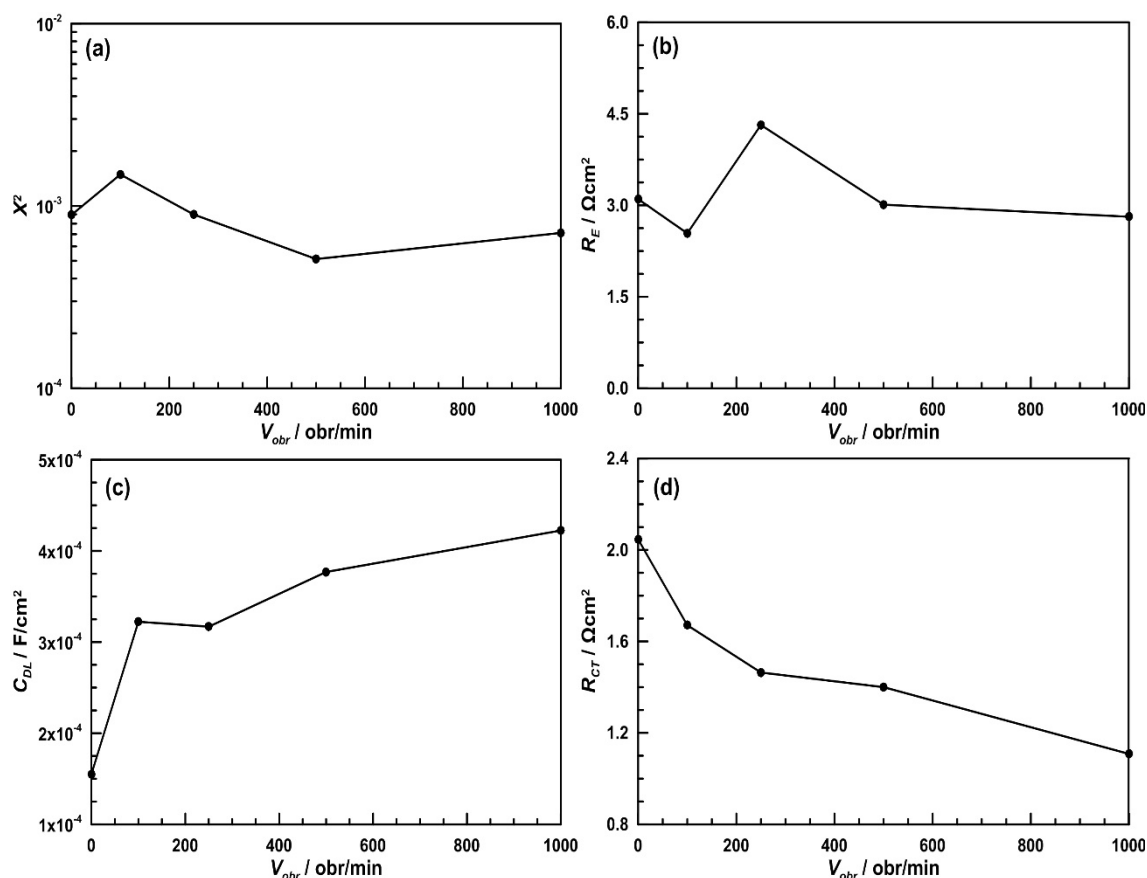 (a)
10⁻²
10⁻³
10⁻⁴
X²
0 200 400 600 800 1000
V_obr / obr/min
(b)
6.0
4.5
3.0
1.5
0.0
R_E / Ωcm²
0 200 400 600 800 1000
V_obr / obr/min
(c)
5x10⁻⁴
4x10⁻⁴
3x10⁻⁴
2x10⁻⁴
1x10⁻⁴
C_DL / F/cm²
0 200 400 600 800 1000
V_obr / obr/min
(d)
2.4
2.0
1.6
1.2
0.8
R_CT / Ωcm²
0 200 400 600 800 1000
V_obr / obr/min